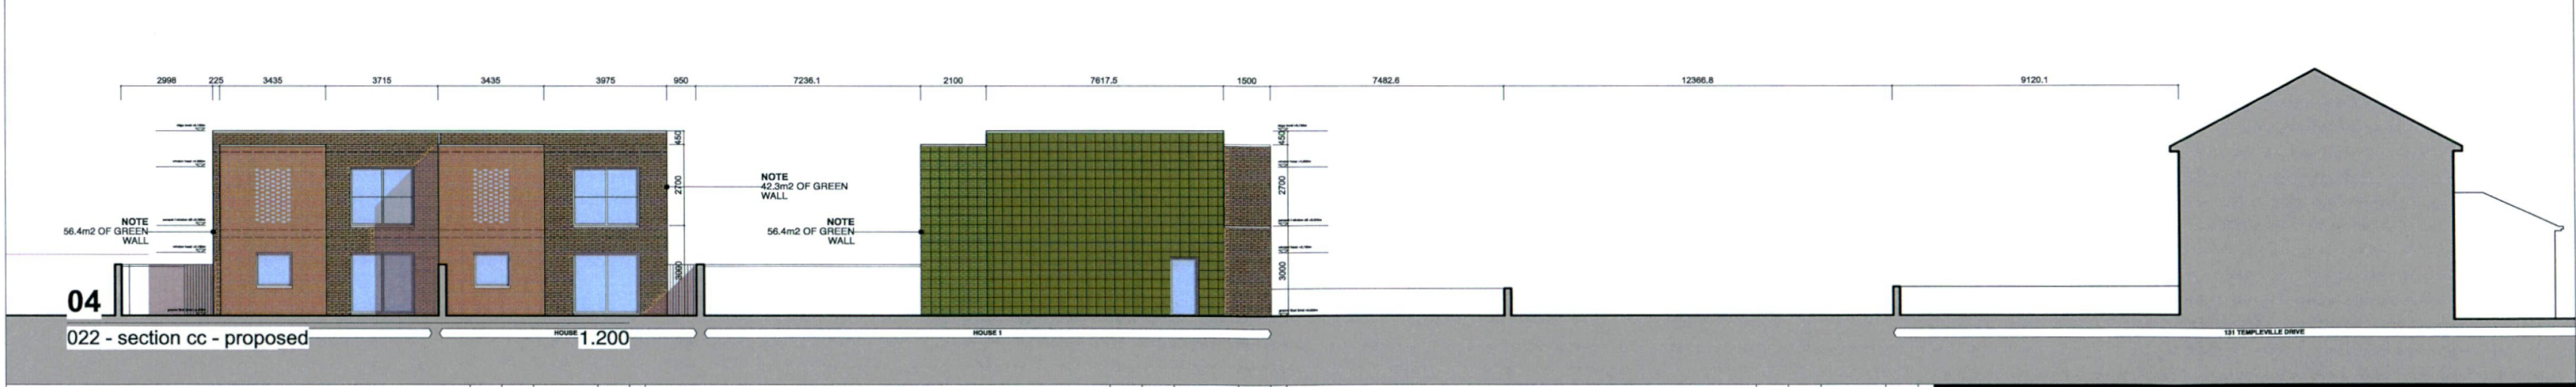 2998 225 3435 3715 3435 3975 950 7236.1 2100 7617.5 1500 7482.6 12366.8 9120.1
450
2700
3000
NOTE
42.3m2 OF GREEN
WALL
NOTE
56.4m2 OF GREEN
WALL
NOTE
56.4m2 OF GREEN
WALL
450
2700
3000
04
022 - section cc - proposed
HOUSE
1.200
HOUSE 1
131 TEMPLEVILLE DRIVE